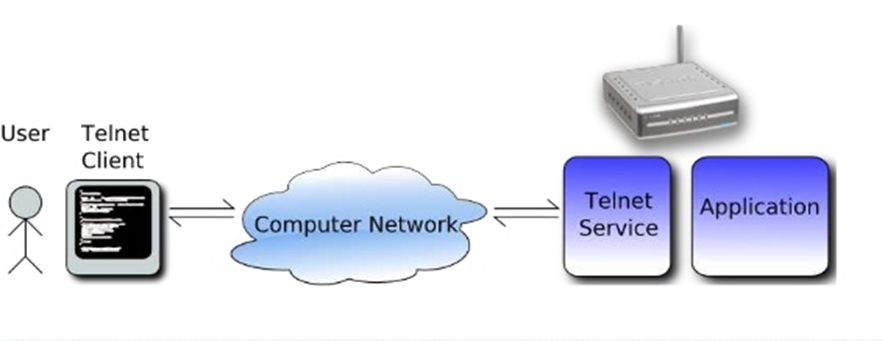 User
Telnet
Client
Computer Network
Telnet
Service
Application